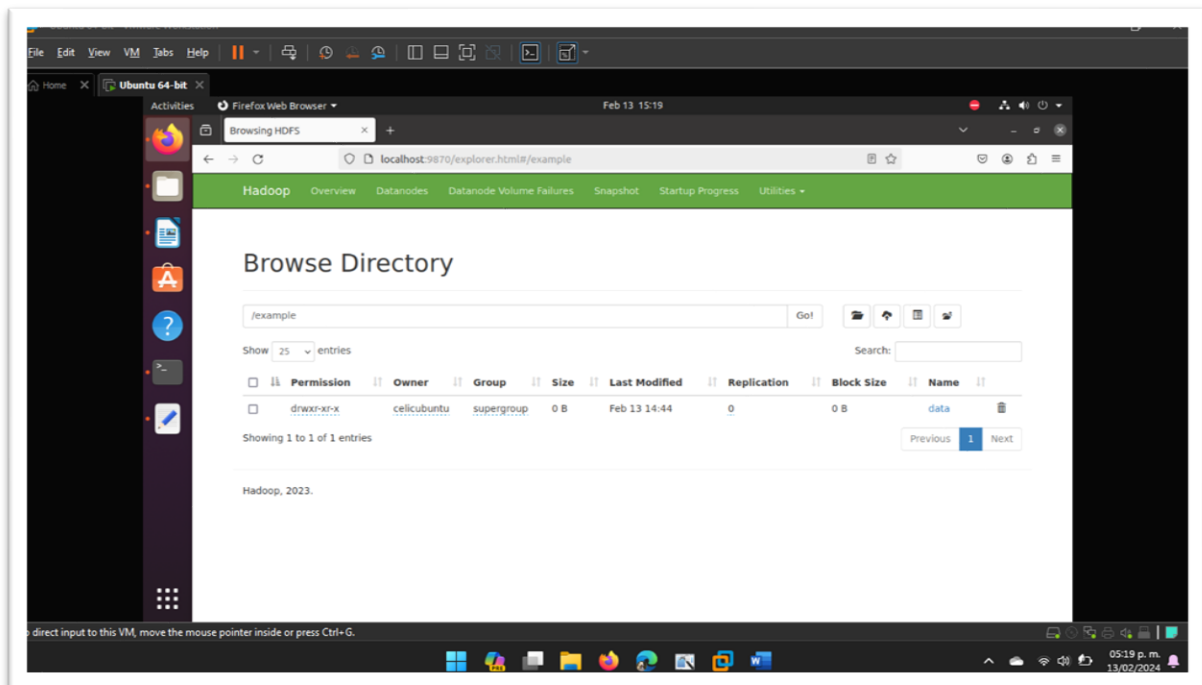 File Edit View VM Tabs Help
Home Ubuntu 64-bit
Activities Firefox Web Browser Feb 13 15:19
Browsing HDFS
localhost:9870/explorer.html#/example
Hadoop Overview Datanodes Datanode Volume Failures Snapshot Startup Progress Utilities
Browse Directory
/example Go!
Show 25 entries Search:
Permission Owner Group Size Last Modified Replication Block Size Name
drwxr-xr-x celicubuntu supergroup 0 B Feb 13 14:44 0 0 B data
Showing 1 to 1 of 1 entries Previous 1 Next
Hadoop, 2023.
direct input to this VM, move the mouse pointer inside or press Ctrl+G.
05:19 p. m.
13/02/2024